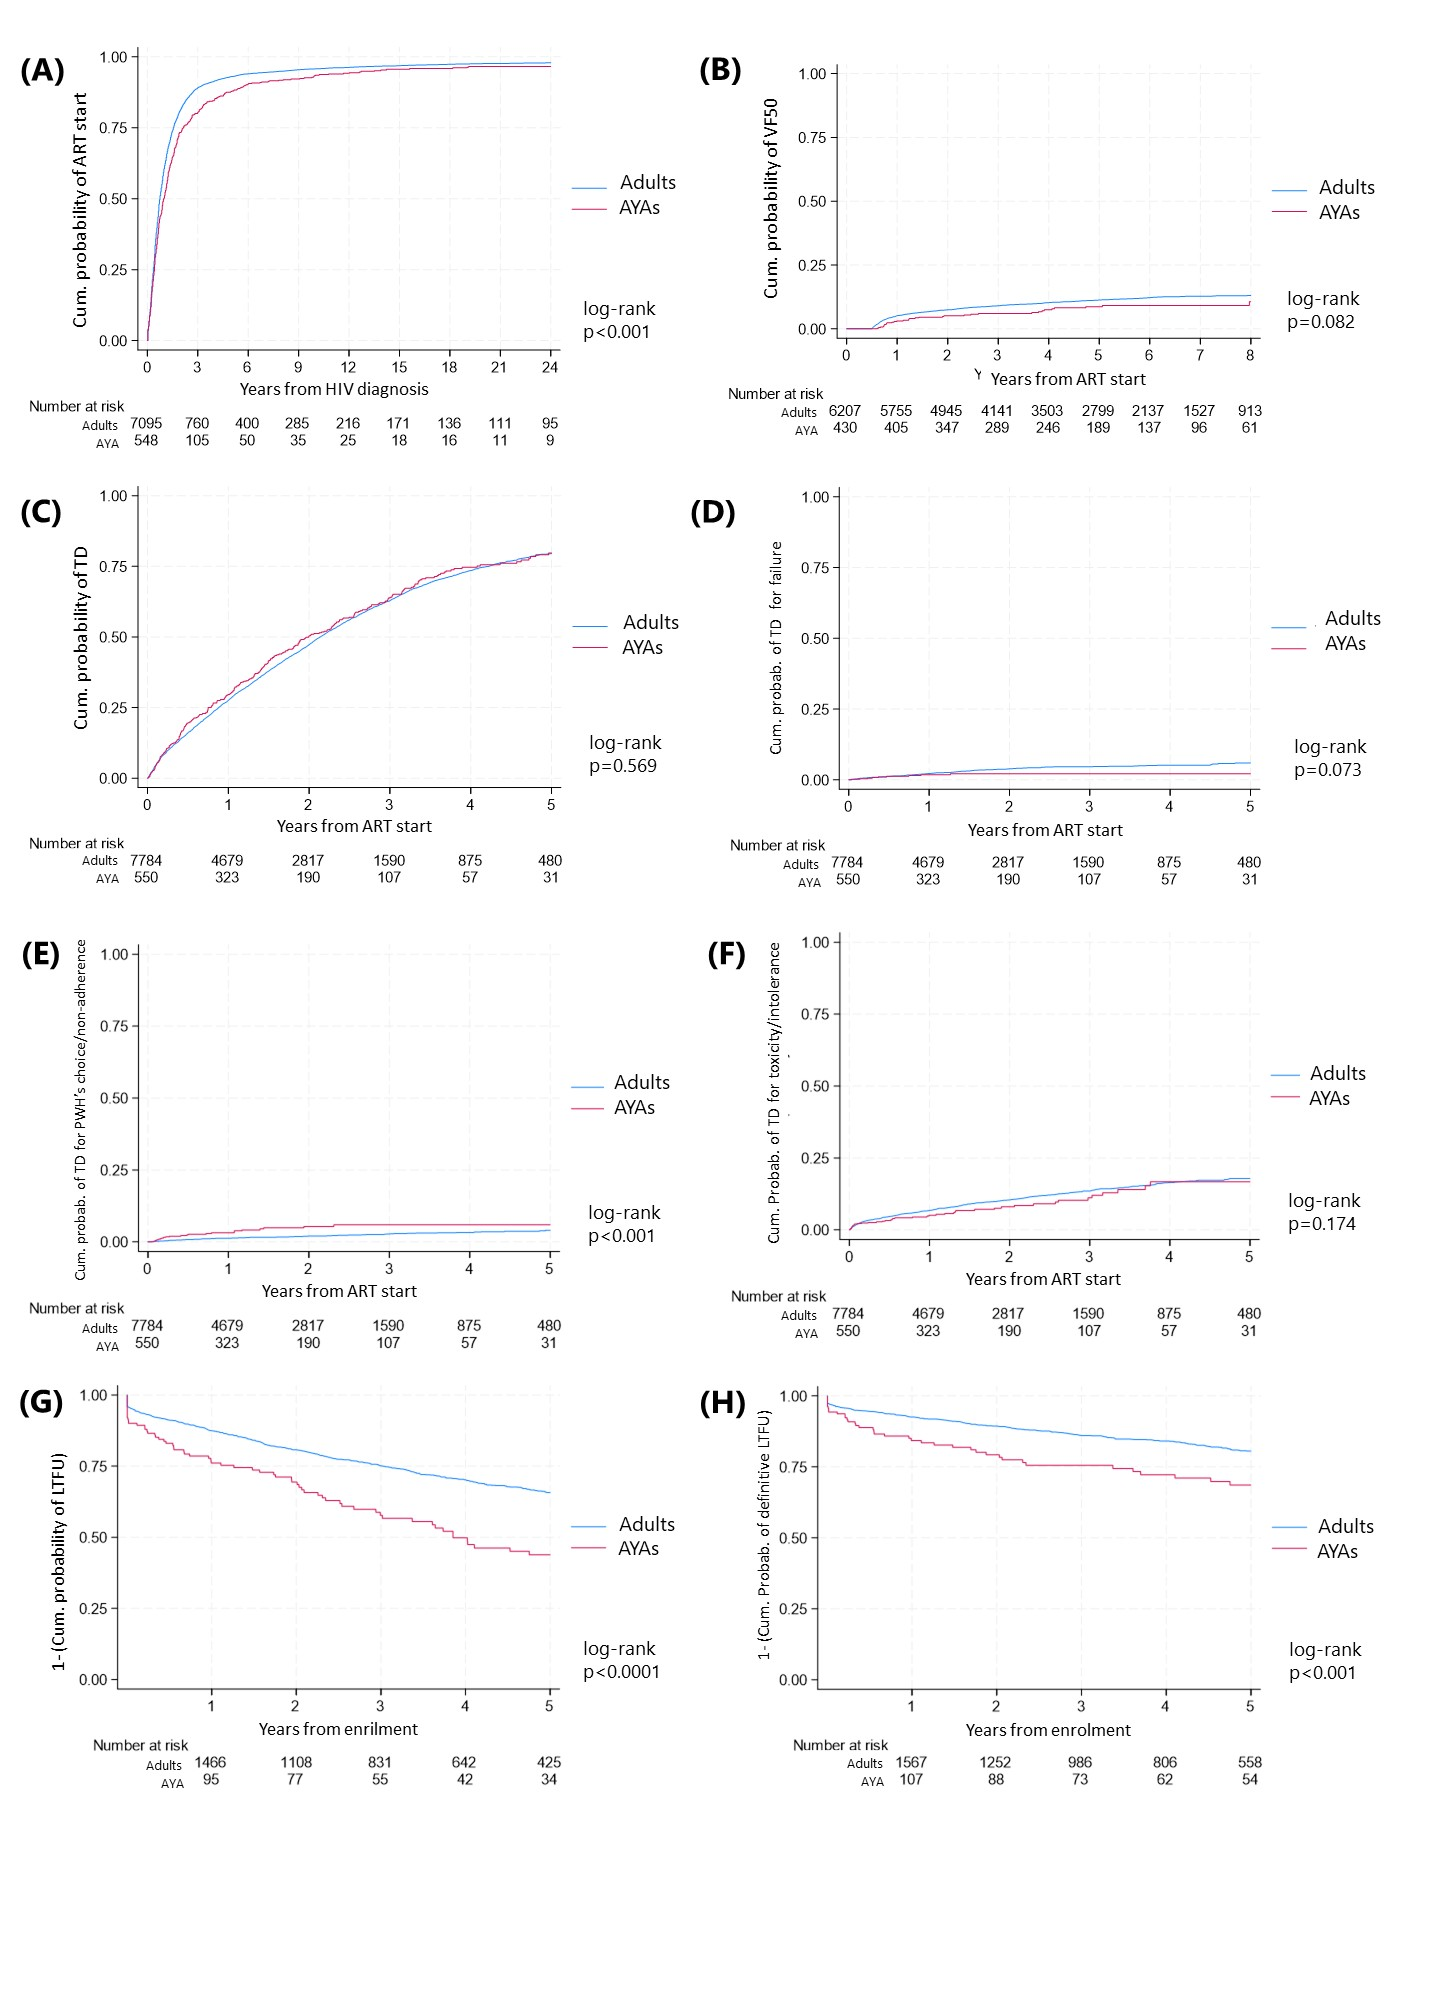 (A)
Cum. probability of ART start
1.00
0.75
0.50
0.25
0.00
0 3 6 9 12 15 18 21 24
Years from HIV diagnosis
Adults
AYAs
log-rank
p<0.001
Number at risk
Adults 7095 760 400 285 216 171 136 111 95
AYA 548 105 50 35 25 18 16 11 9
(B)
Cum. probability of VF50
1.00
0.75
0.50
0.25
0.00
0 1 2 3 4 5 6 7 8
Years from ART start
Adults
AYAs
log-rank
p=0.082
Number at risk
Adults 6207 5755 4945 4141 3503 2799 2137 1527 913
AYA 430 405 347 289 246 189 137 96 61
(C)
Cum. probability of TD
1.00
0.75
0.50
0.25
0.00
0 1 2 3 4 5
Years from ART start
Adults
AYAs
log-rank
p=0.569
Number at risk
Adults 7784 4679 2817 1590 875 480
AYA 550 323 190 107 57 31
(D)
Cum. probab. of TD for failure
1.00
0.75
0.50
0.25
0.00
0 1 2 3 4 5
Years from ART start
Adults
AYAs
log-rank
p=0.073
Number at risk
Adults 7784 4679 2817 1590 875 480
AYA 550 323 190 107 57 31
(E)
Cum. probab. of TD for PWH's choice/non-adherence
1.00
0.75
0.50
0.25
0.00
0 1 2 3 4 5
Years from ART start
Adults
AYAs
log-rank
p<0.001
Number at risk
Adults 7784 4679 2817 1590 875 480
AYA 550 323 190 107 57 31
(F)
Cum. Probab. of TD for toxicity/intolerance
1.00
0.75
0.50
0.25
0.00
0 1 2 3 4 5
Years from ART start
Adults
AYAs
log-rank
p=0.174
Number at risk
Adults 7784 4679 2817 1590 875 480
AYA 550 323 190 107 57 31
(G)
1-(Cum. probability of LTFU)
1.00
0.75
0.50
0.25
0.00
1 2 3 4 5
Years from enrilment
Adults
AYAs
log-rank
p<0.0001
Number at risk
Adults 1466 1108 831 642 425
AYA 95 77 55 42 34
(H)
1- (Cum. Probab. of definitive LTFU)
1.00
0.75
0.50
0.25
0.00
1 2 3 4 5
Years from enrolment
Adults
AYAs
log-rank
p<0.001
Number at risk
Adults 1567 1252 986 806 558
AYA 107 88 73 62 54